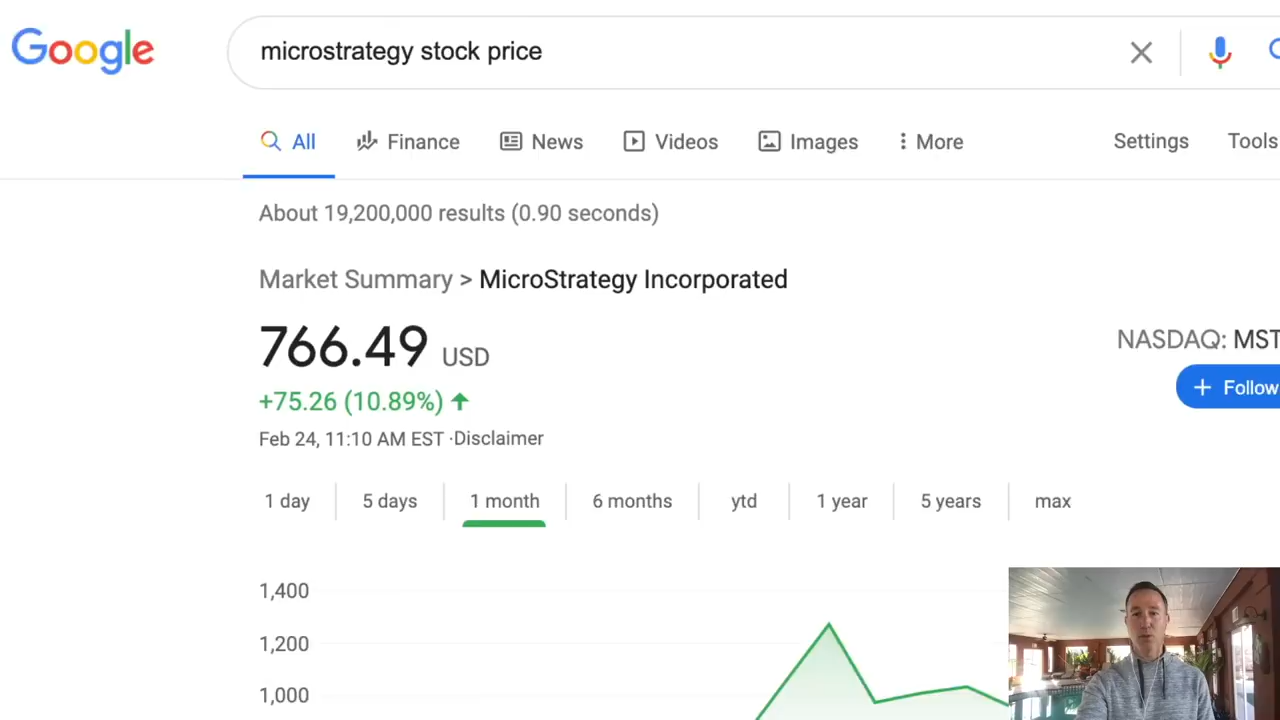 Google
microstrategy stock price
All Finance News Videos Images More Settings Tools
About 19,200,000 results (0.90 seconds)
Market Summary > MicroStrategy Incorporated
766.49 USD
NASDAQ: MST
+75.26 (10.89%)
+ Follow
Feb 24, 11:10 AM EST ·Disclaimer
1 day 5 days 1 month 6 months ytd 1 year 5 years max
1,400
1,200
1,000